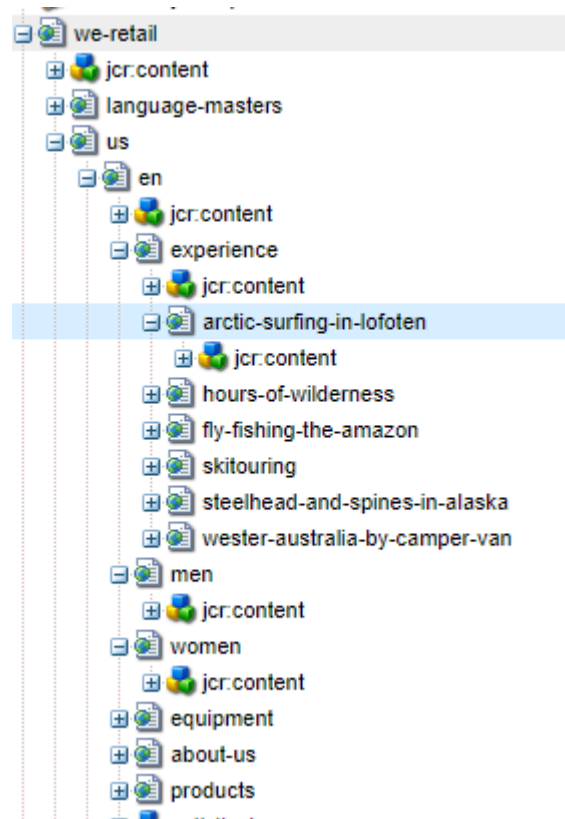 we-retail
jcr:content
language-masters
us
en
jcr:content
experience
jcr:content
arctic-surfing-in-lofoten
jcr:content
hours-of-wilderness
fly-fishing-the-amazon
skitouring
steelhead-and-spines-in-alaska
wester-australia-by-camper-van
men
jcr:content
women
jcr:content
equipment
about-us
products